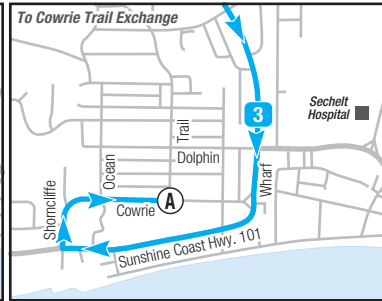 To Cowrie Trail Exchange
3
Sechelt
Hospital
Trail
Dolphin
Ocean
Wharf
Shorncliffe
Cowrie
A
Sunshine Coast Hwy. 101